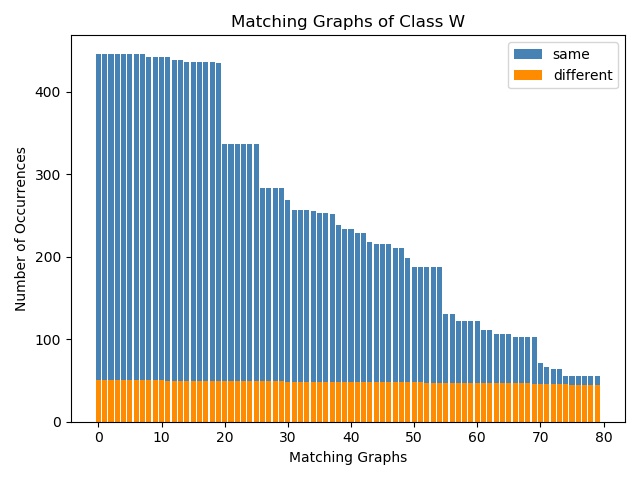 Matching Graphs of Class W
same
different
Number of Occurrences
400
300
200
100
0
0 10 20 30 40 50 60 70 80
Matching Graphs